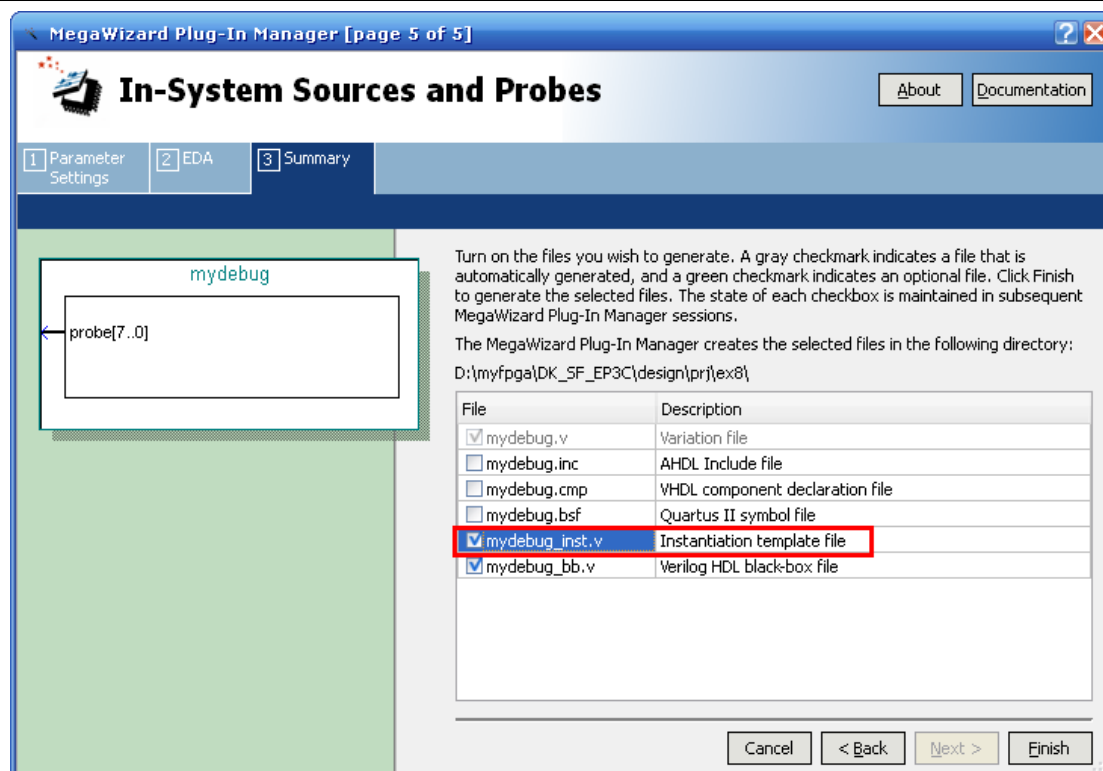 MegaWizard Plug-In Manager [page 5 of 5]
In-System Sources and Probes
About
Documentation
1 Parameter Settings
2 EDA
3 Summary
mydebug
probe[7..0]
Turn on the files you wish to generate. A gray checkmark indicates a file that is
automatically generated, and a green checkmark indicates an optional file. Click Finish
to generate the selected files. The state of each checkbox is maintained in subsequent
MegaWizard Plug-In Manager sessions.
The MegaWizard Plug-In Manager creates the selected files in the following directory:
D:\myfpga\DK_SF_EP3C\design\prj\ex8\
File Description
mydebug.v Variation file
mydebug.inc AHDL Include file
mydebug.cmp VHDL component declaration file
mydebug.bsf Quartus II symbol file
mydebug_inst.v Instantiation template file
mydebug_bb.v Verilog HDL black-box file
Cancel
< Back
Next >
Finish